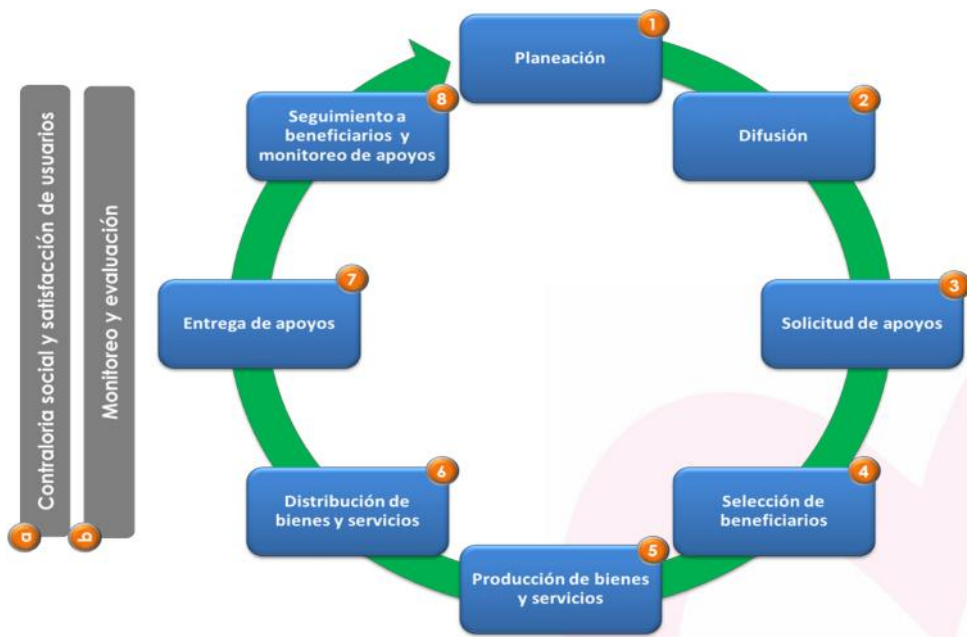 1
Planeación
2
Difusión
3
Solicitud de apoyos
4
Selección de
beneficiarios
5
Producción de bienes
y servicios
6
Distribución de
bienes y servicios
7
Entrega de apoyos
8
Seguimiento a
beneficiarios y
monitoreo de apoyos
a
Contraloria social y satisfacción de usuarios
b
Monitoreo y evaluación